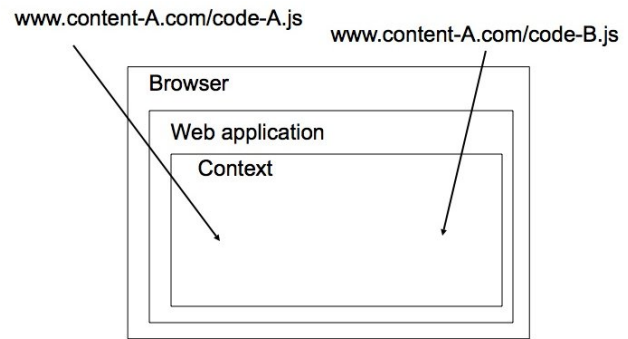 www.content-A.com/code-A.js
www.content-A.com/code-B.js
Browser
Web application
Context